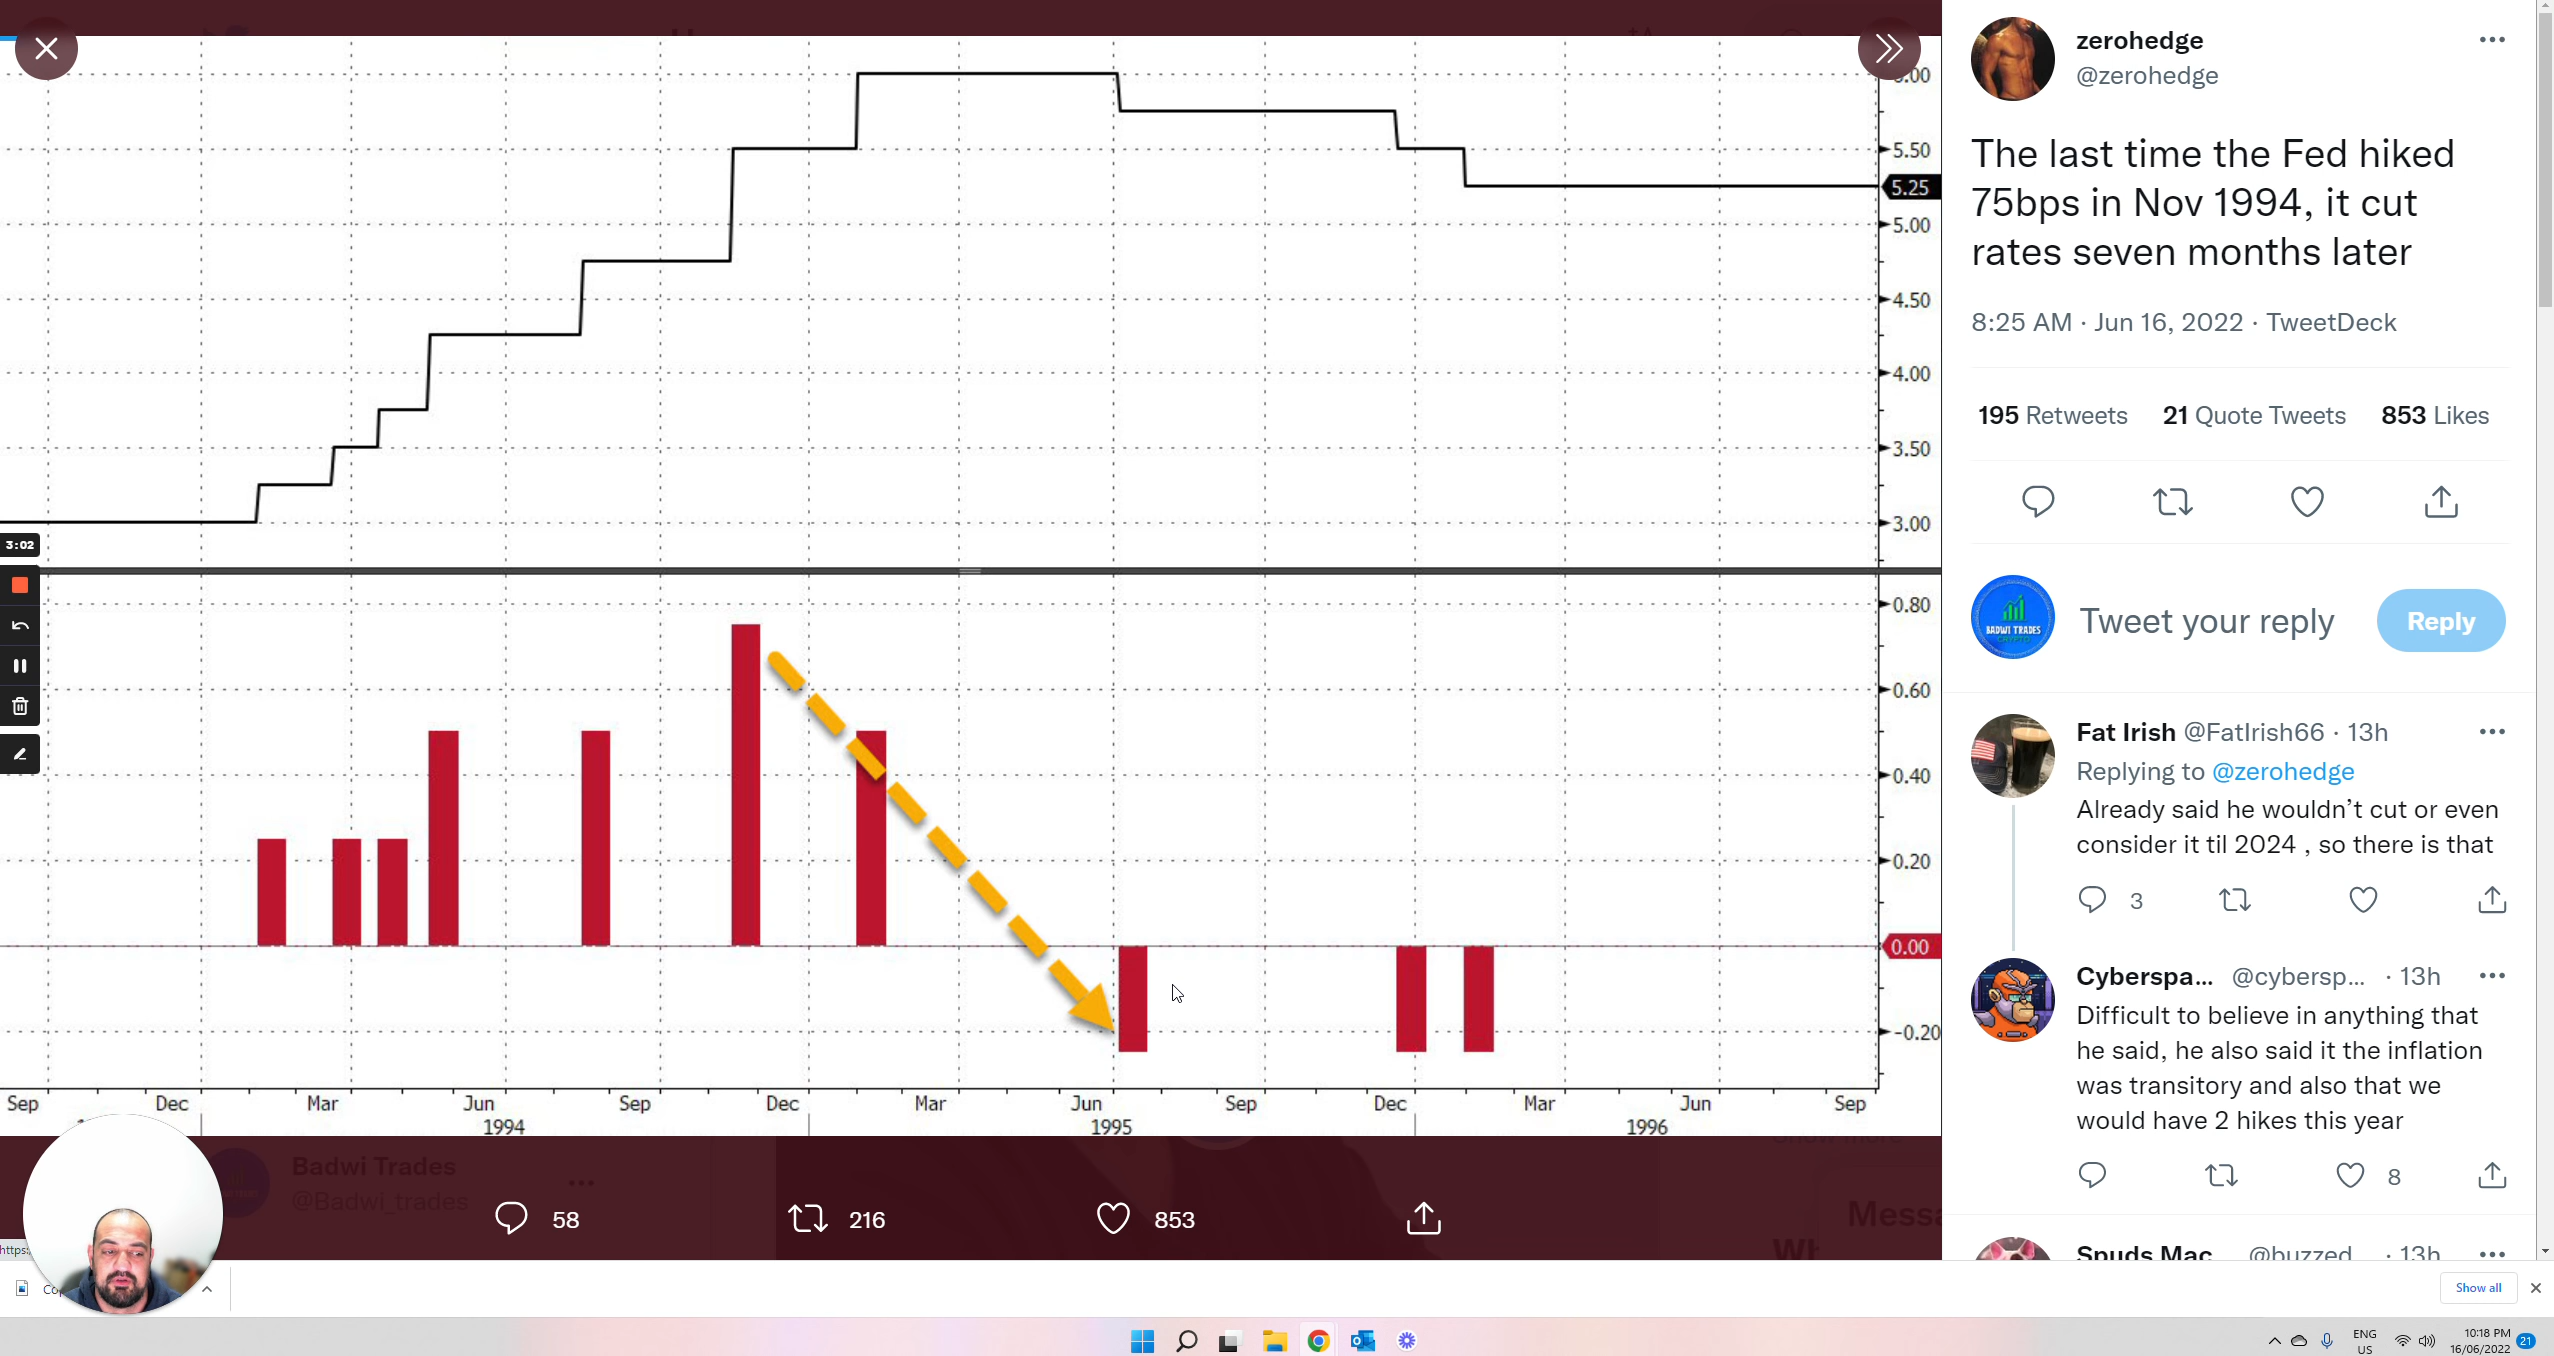 6.00
5.50
5.25
5.00
4.50
4.00
3.50
3.00
0.80
0.60
0.40
0.20
0.00
-0.20
Sep Dec Mar Jun Sep Dec Mar Jun Sep Dec Mar Jun Sep
1994 1995 1996
3:02
Badwi Trades
@Badwi_trades
58 216 853
Messa
https:
zerohedge
@zerohedge
The last time the Fed hiked
75bps in Nov 1994, it cut
rates seven months later
8:25 AM · Jun 16, 2022 · TweetDeck
195 Retweets 21 Quote Tweets 853 Likes
BADWI TRADES
CRYPTO
Tweet your reply
Reply
Fat Irish @FatIrish66 · 13h
Replying to @zerohedge
Already said he wouldn’t cut or even
consider it til 2024 , so there is that
3
Cyberspa... @cybersp... · 13h
Difficult to believe in anything that
he said, he also said it the inflation
was transitory and also that we
would have 2 hikes this year
8
Spuds Mac @buzzed · 13h
Show all
ENG
US
10:18 PM
16/06/2022
21